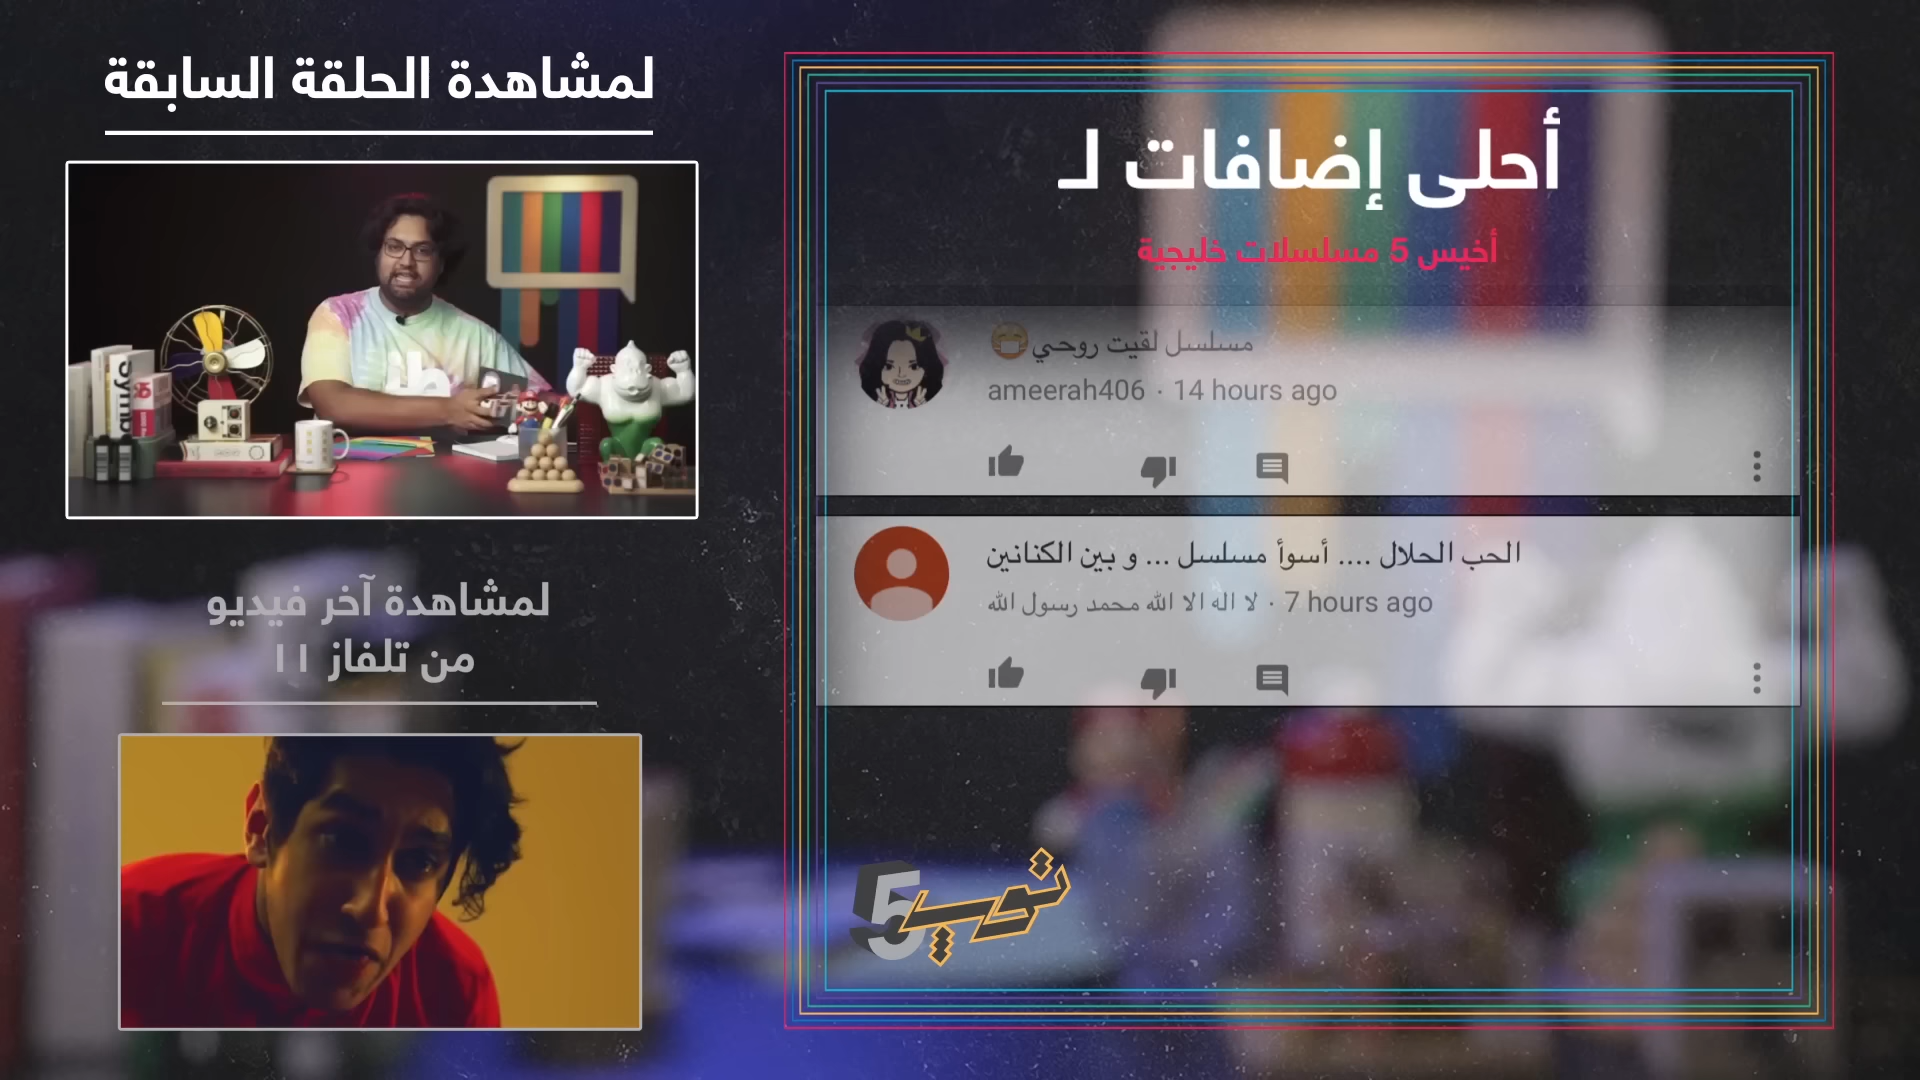 لمشاهدة الحلقة السابقة
لمشاهدة آخر فيديو
من تلفاز ١١
أحلى إضافات لـ
أخيس 5 مسلسلات خليجية
مسلسل لقيت روحي😷
ameerah406 · 14 hours ago
الحب الحلال .... أسوأ مسلسل ... و بين الكنانين
لا اله الا الله محمد رسول الله · 7 hours ago
توب 5